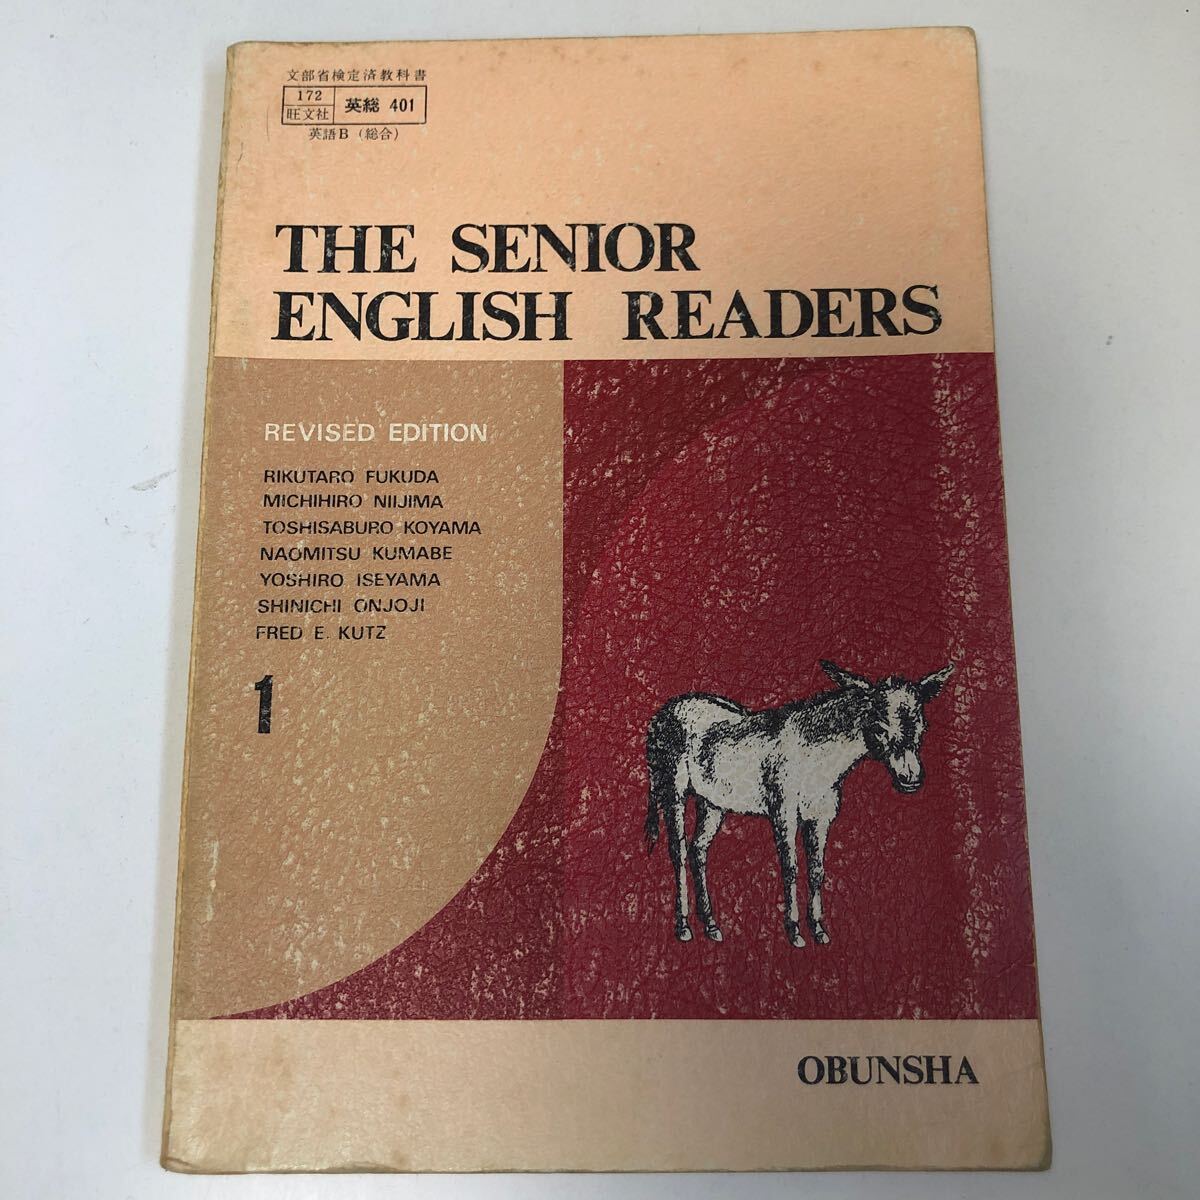 文部省検定済教科書
172
旺文社
英総 401
英語B (総合)
THE SENIOR
ENGLISH READERS
REVISED EDITION
RIKUTARO FUKUDA
MICHIHIRO NIIJIMA
TOSHISABURO KOYAMA
NAOMITSU KUMABE
YOSHIRO ISEYAMA
SHINICHI ONJOJI
FRED E. KUTZ
1
OBUNSHA